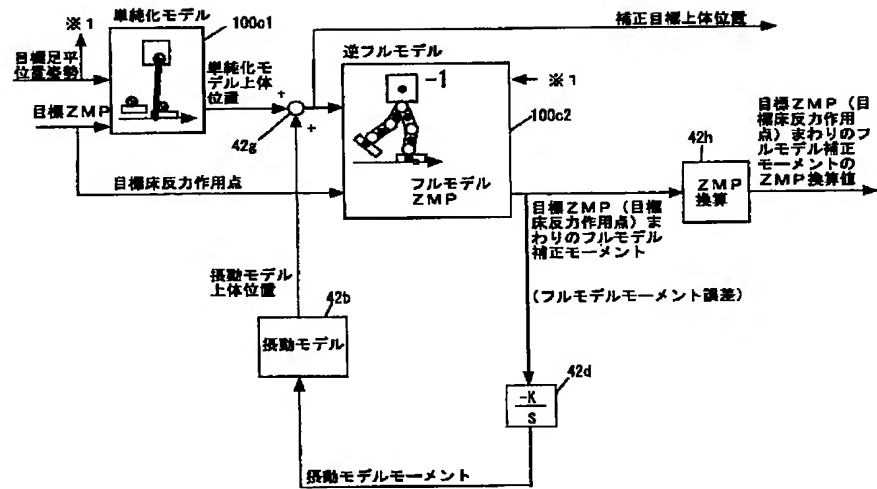 単純化モデル
100c1
※1
目標足平
位置姿勢
目標ZMP
単純化モ
デル上体
位置
+
+
42g
補正目標上体位置
逆フルモデル
-1
※1
100c2
フルモデル
ZMP
目標床反力作用点
目標ZMP(目標
床反力作用点)ま
わりのフルモデル
補正モーメント
(フルモデルモーメント誤差)
42h
ZMP
換算
目標ZMP(目
標床反力作用
点)まわりのフ
ルモデル補正
モーメントの
ZMP換算値
摂動モデル
上体位置
42b
摂動モデル
42d
-K
S
摂動モデルモーメント